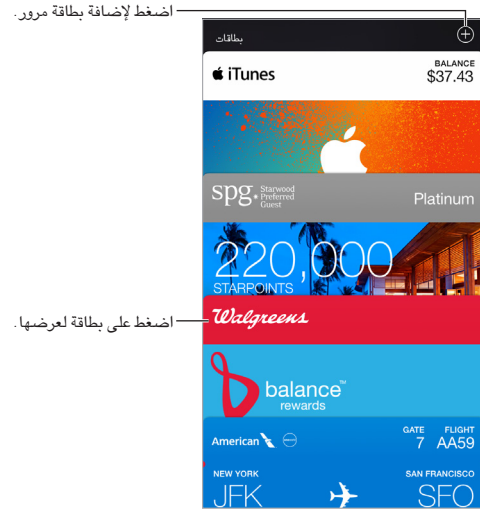 اضغط لإضافة بطاقة مرور.
بطاقات
iTunes
BALANCE
$37.43
spg. Starwood
Preferred
Guest
Platinum
220,000
STARPOINTS
اضغط على بطاقة لعرضها.
Walgreens
balance™
rewards
American
GATE FLIGHT
7 AA59
NEW YORK SAN FRANCISCO
JFK SFO